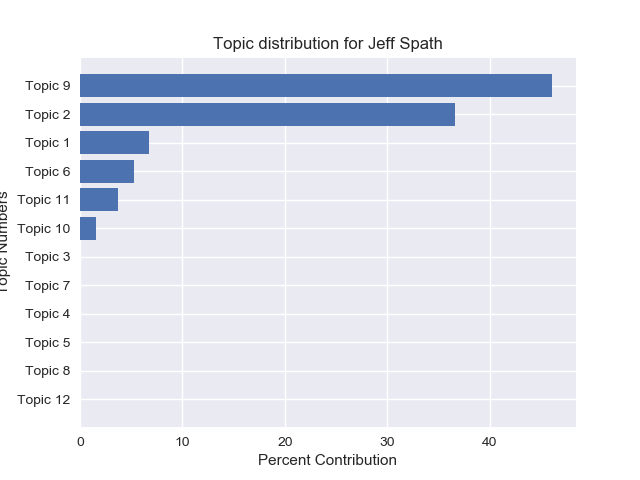 Topic distribution for Jeff Spath
Topic 9
Topic 2
Topic 1
Topic 6
Topic 11
Topic 10
Topic 3
Topic 7
Topic 4
Topic 5
Topic 8
Topic 12
Topic Numbers
0 10 20 30 40
Percent Contribution